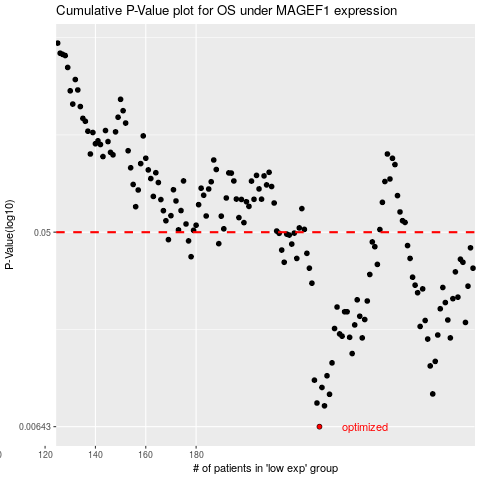 Cumulative P-Value plot for OS under MAGEF1 expression
P-Value(log10)
0.05
0.00643
optimized
0
120
140
160
180
# of patients in 'low exp' group